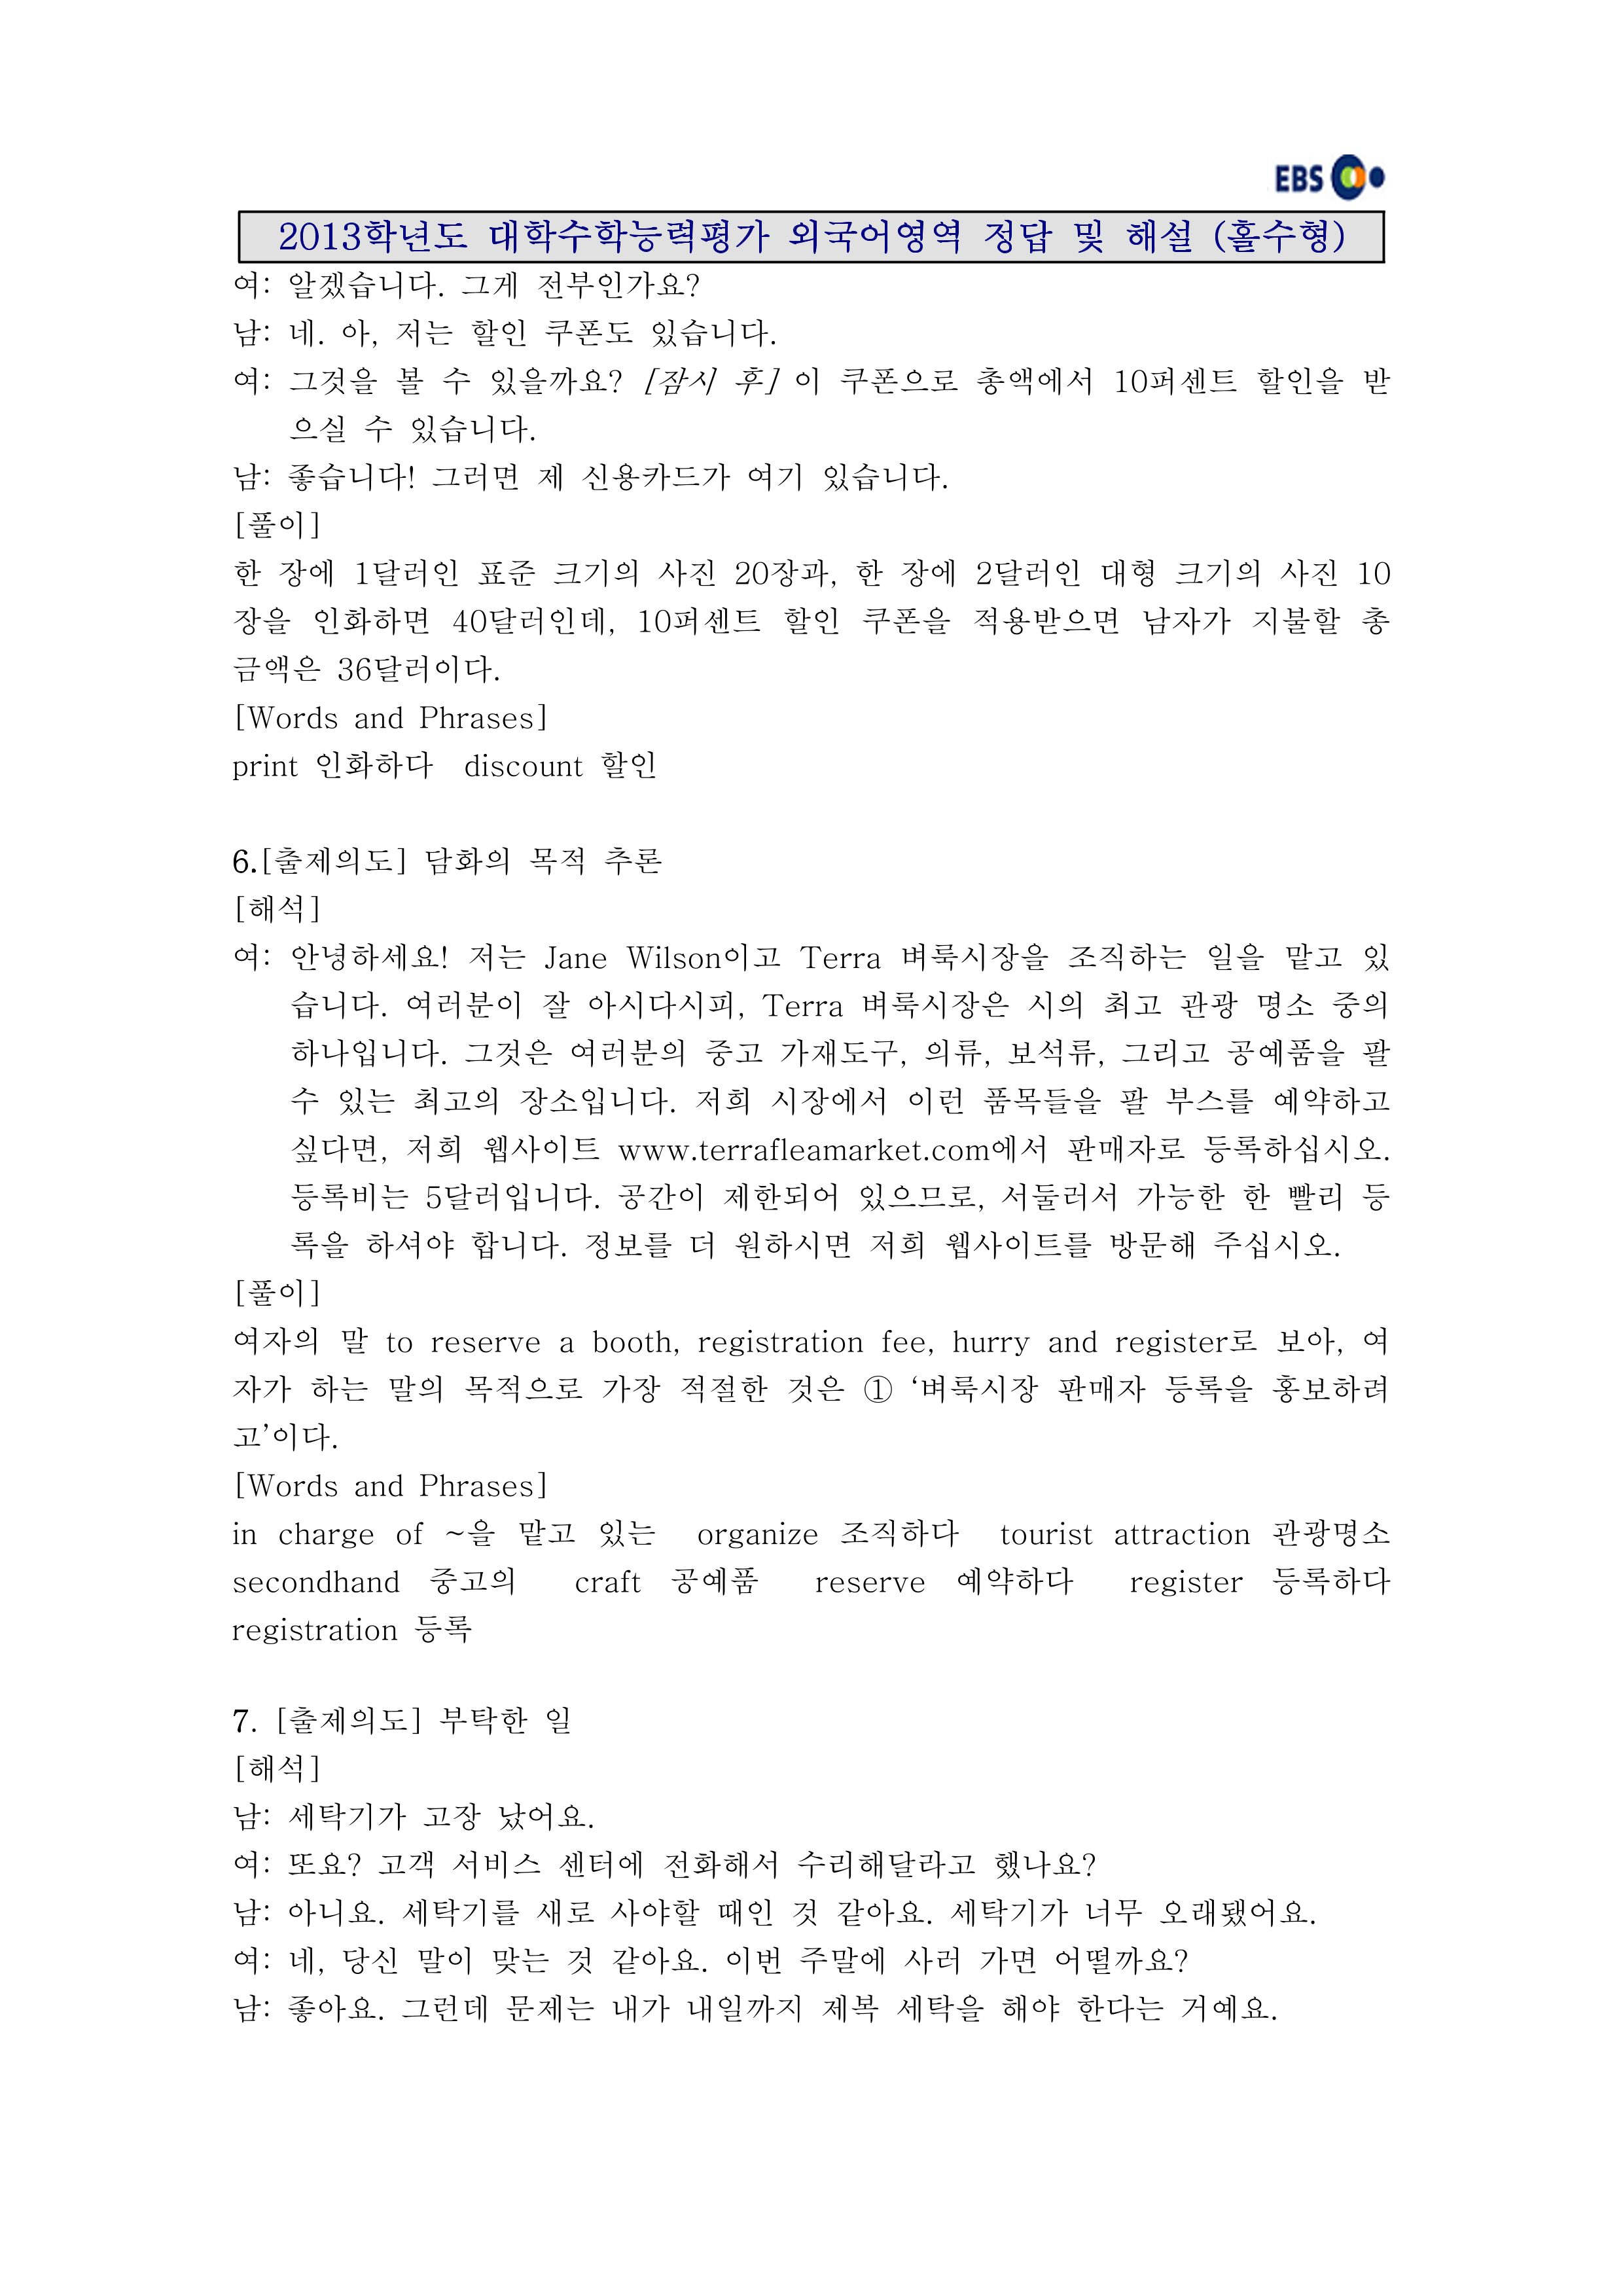 EBS
2013학년도 대학수학능력평가 외국어영역 정답 및 해설 (홀수형)
여: 알겠습니다. 그게 전부인가요?
남: 네. 아, 저는 할인 쿠폰도 있습니다.
여: 그것을 볼 수 있을까요? [잠시 후] 이 쿠폰으로 총액에서 10퍼센트 할인을 받
으실 수 있습니다.
남: 좋습니다! 그러면 제 신용카드가 여기 있습니다.
[풀이]
한 장에 1달러인 표준 크기의 사진 20장과, 한 장에 2달러인 대형 크기의 사진 10
장을 인화하면 40달러인데, 10퍼센트 할인 쿠폰을 적용받으면 남자가 지불할 총
금액은 36달러이다.
[Words and Phrases]
print 인화하다 discount 할인
6.[출제의도] 담화의 목적 추론
[해석]
여: 안녕하세요! 저는 Jane Wilson이고 Terra 벼룩시장을 조직하는 일을 맡고 있
습니다. 여러분이 잘 아시다시피, Terra 벼룩시장은 시의 최고 관광 명소 중의
하나입니다. 그것은 여러분의 중고 가재도구, 의류, 보석류, 그리고 공예품을 팔
수 있는 최고의 장소입니다. 저희 시장에서 이런 품목들을 팔 부스를 예약하고
싶다면, 저희 웹사이트 www.terrafleamarket.com에서 판매자로 등록하십시오.
등록비는 5달러입니다. 공간이 제한되어 있으므로, 서둘러서 가능한 한 빨리 등
록을 하셔야 합니다. 정보를 더 원하시면 저희 웹사이트를 방문해 주십시오.
[풀이]
여자의 말 to reserve a booth, registration fee, hurry and register로 보아, 여
자가 하는 말의 목적으로 가장 적절한 것은 ① ‘벼룩시장 판매자 등록을 홍보하려
고’이다.
[Words and Phrases]
in charge of ~을 맡고 있는 organize 조직하다 tourist attraction 관광명소
secondhand 중고의 craft 공예품 reserve 예약하다 register 등록하다
registration 등록
7. [출제의도] 부탁한 일
[해석]
남: 세탁기가 고장 났어요.
여: 또요? 고객 서비스 센터에 전화해서 수리해달라고 했나요?
남: 아니요. 세탁기를 새로 사야할 때인 것 같아요. 세탁기가 너무 오래됐어요.
여: 네, 당신 말이 맞는 것 같아요. 이번 주말에 사러 가면 어떨까요?
남: 좋아요. 그런데 문제는 내가 내일까지 제복 세탁을 해야 한다는 거예요.